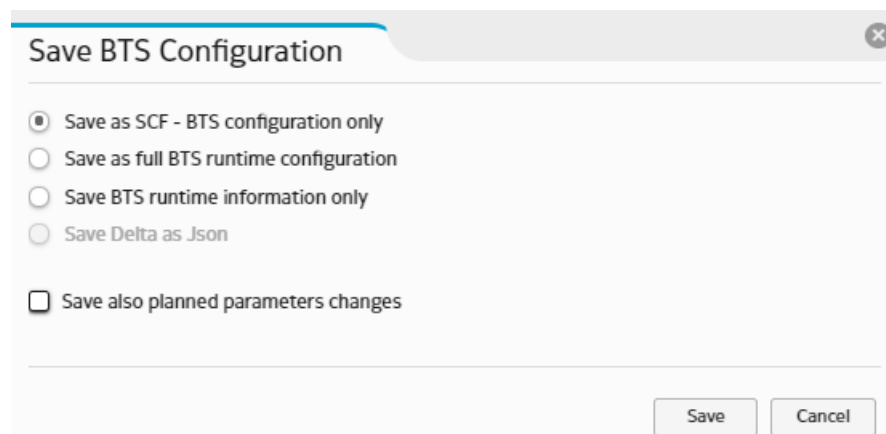 Save BTS Configuration
Save as SCF - BTS configuration only
Save as full BTS runtime configuration
Save BTS runtime information only
Save Delta as Json
Save also planned parameters changes
Save Cancel